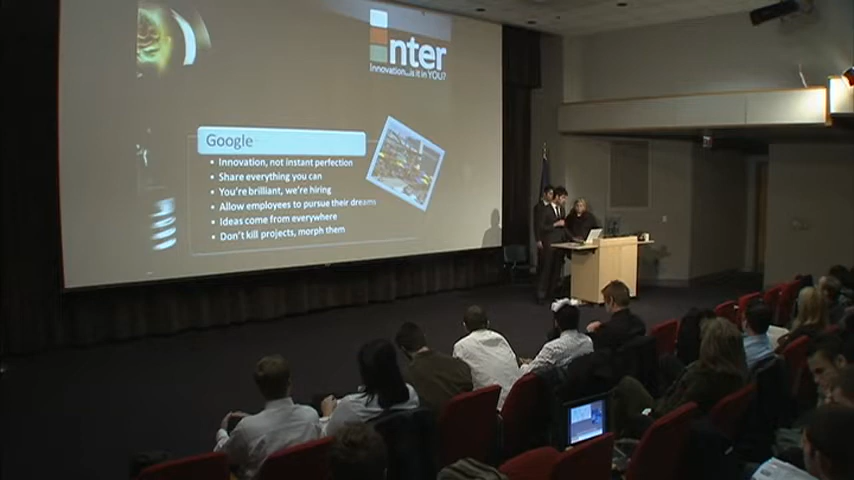 nter
Innovation...is it in YOU?
Google
• Innovation, not instant perfection
• Share everything you can
• You're brilliant, we're hiring
• Allow employees to pursue their dreams
• Ideas come from everywhere
• Don't kill projects, morph them